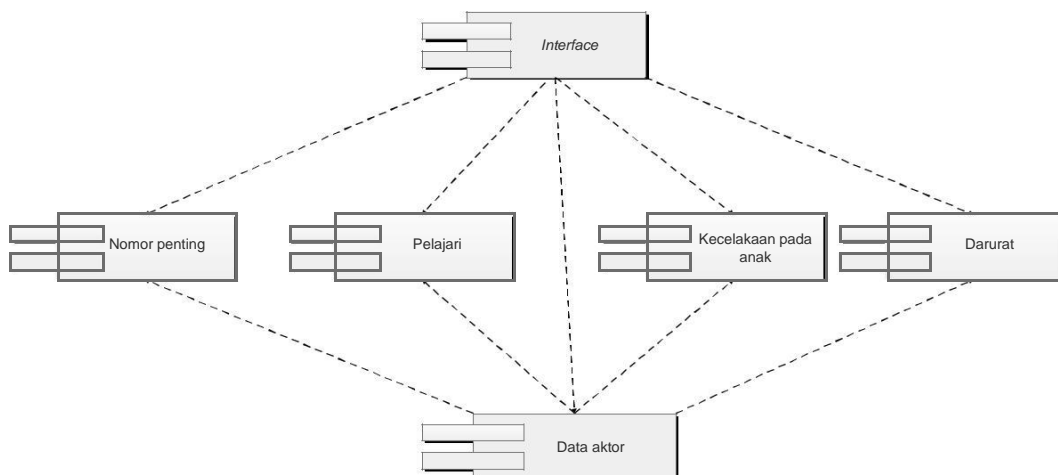 Interface
Nomor penting
Pelajari
Kecelakaan pada
anak
Darurat
Data aktor